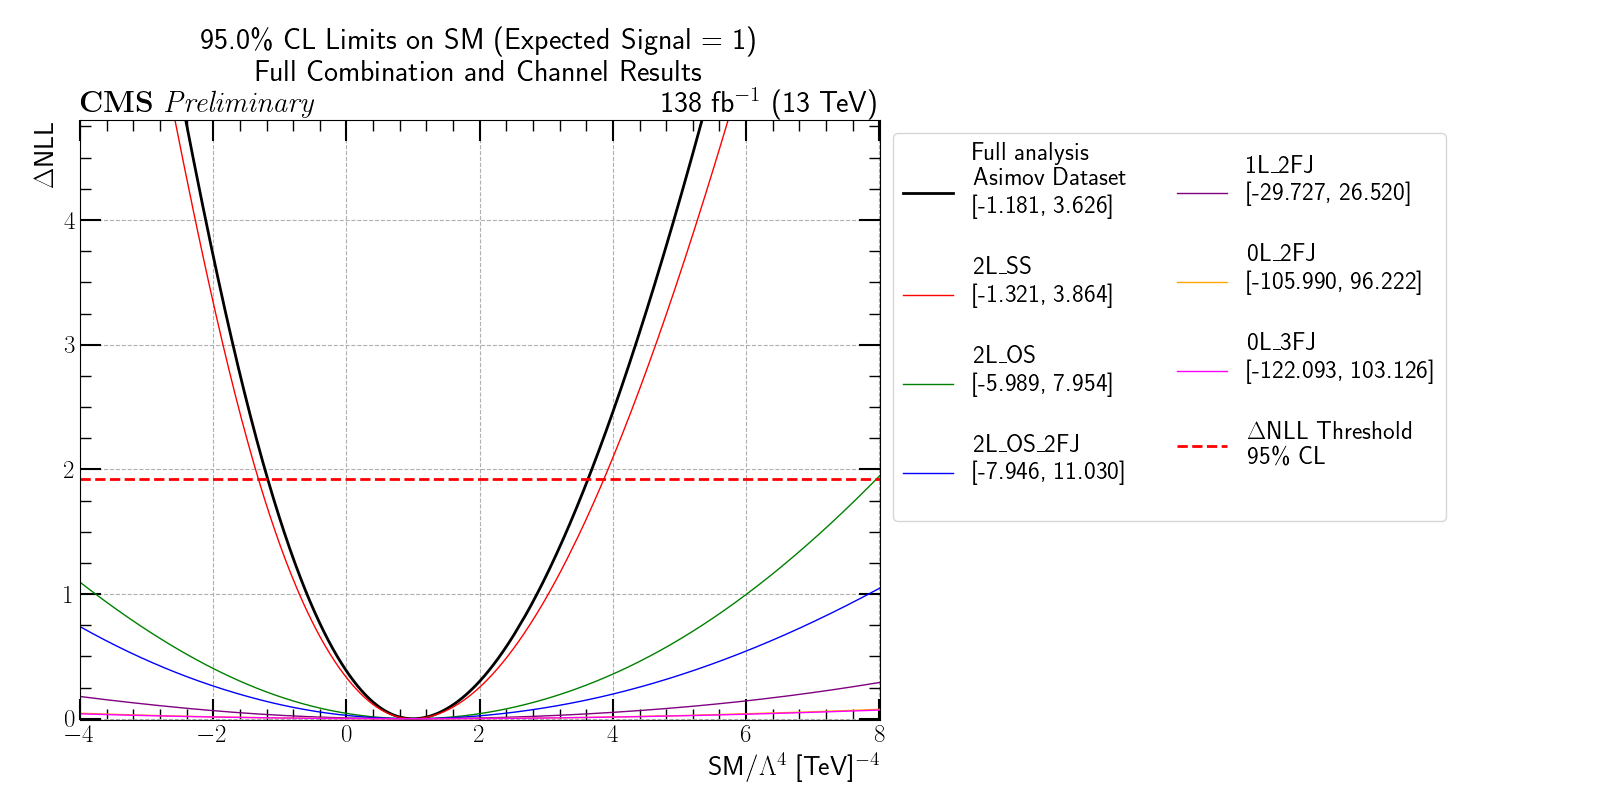 95.0% CL Limits on SM (Expected Signal = 1)
Full Combination and Channel Results
CMS Preliminary
138 fb⁻¹ (13 TeV)
ΔNLL
4
3
2
1
0
−4
−2
0
2
4
6
8
SM/Λ⁴ [TeV]⁻⁴
Full analysis
Asimov Dataset
[-1.181, 3.626]
2L_SS
[-1.321, 3.864]
2L_OS
[-5.989, 7.954]
2L_OS_2FJ
[-7.946, 11.030]
1L_2FJ
[-29.727, 26.520]
0L_2FJ
[-105.990, 96.222]
0L_3FJ
[-122.093, 103.126]
ΔNLL Threshold
95% CL